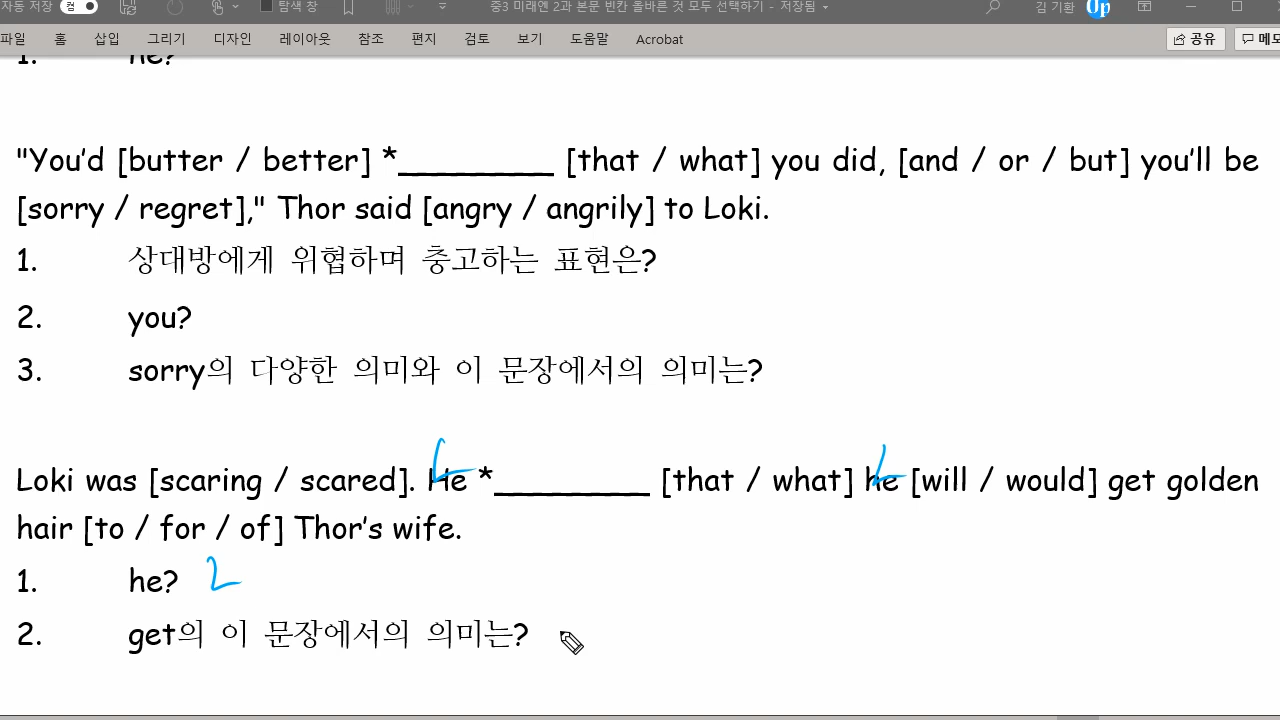 자동 저장 컴 탐색 창 중3 미래엔 2과 본문 빈칸 올바른 것 모두 선택하기 - 저장됨 김 기환 Op
파일 홈 삽입 그리기 디자인 레이아웃 참조 편지 검토 보기 도움말 Acrobat 공유 메모
1. he?
"You'd [butter / better] *________ [that / what] you did, [and / or / but] you'll be
[sorry / regret]," Thor said [angry / angrily] to Loki.
1. 상대방에게 위협하며 충고하는 표현은?
2. you?
3. sorry의 다양한 의미와 이 문장에서의 의미는?
Loki was [scaring / scared]. He *________ [that / what] he [will / would] get golden
hair [to / for / of] Thor's wife.
1. he? L
2. get의 이 문장에서의 의미는?